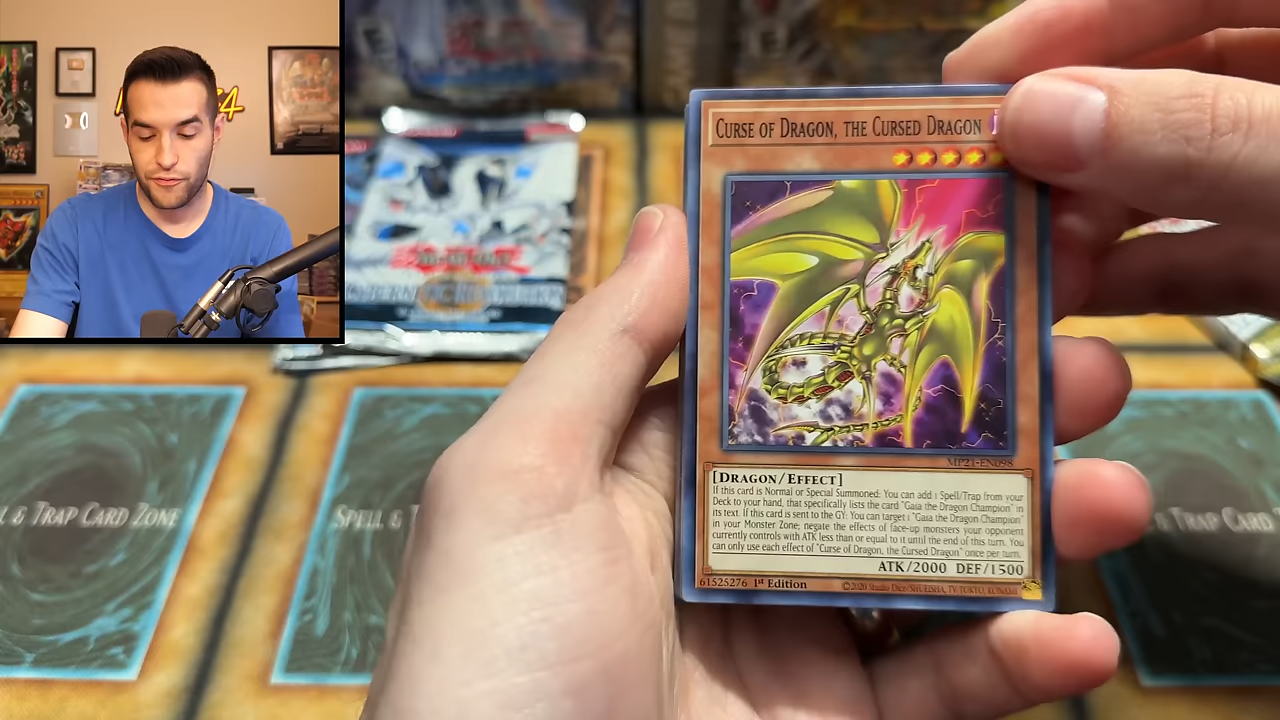 CURSE OF DRAGON, THE CURSED DRAGON
MP21-EN098
[DRAGON/EFFECT]
If this card is Normal or Special Summoned: You can add 1 Spell/Trap from your
Deck to your hand, that specifically lists the card "Gaia the Dragon Champion" in
its text. If this card is sent to the GY: You can target 1 "Gaia the Dragon Champion"
in your Monster Zone; negate the effects of face-up monsters your opponent
currently controls with ATK less than or equal to it until the end of this turn. You
can only use each effect of "Curse of Dragon, the Cursed Dragon" once per turn.
ATK/2000 DEF/1500
61525276 1st Edition
©2020 Studio Dice/SHUEISHA, TV TOKYO, KONAMI
& TRAP CARD ZONE
SPELL &
TRAP CARD